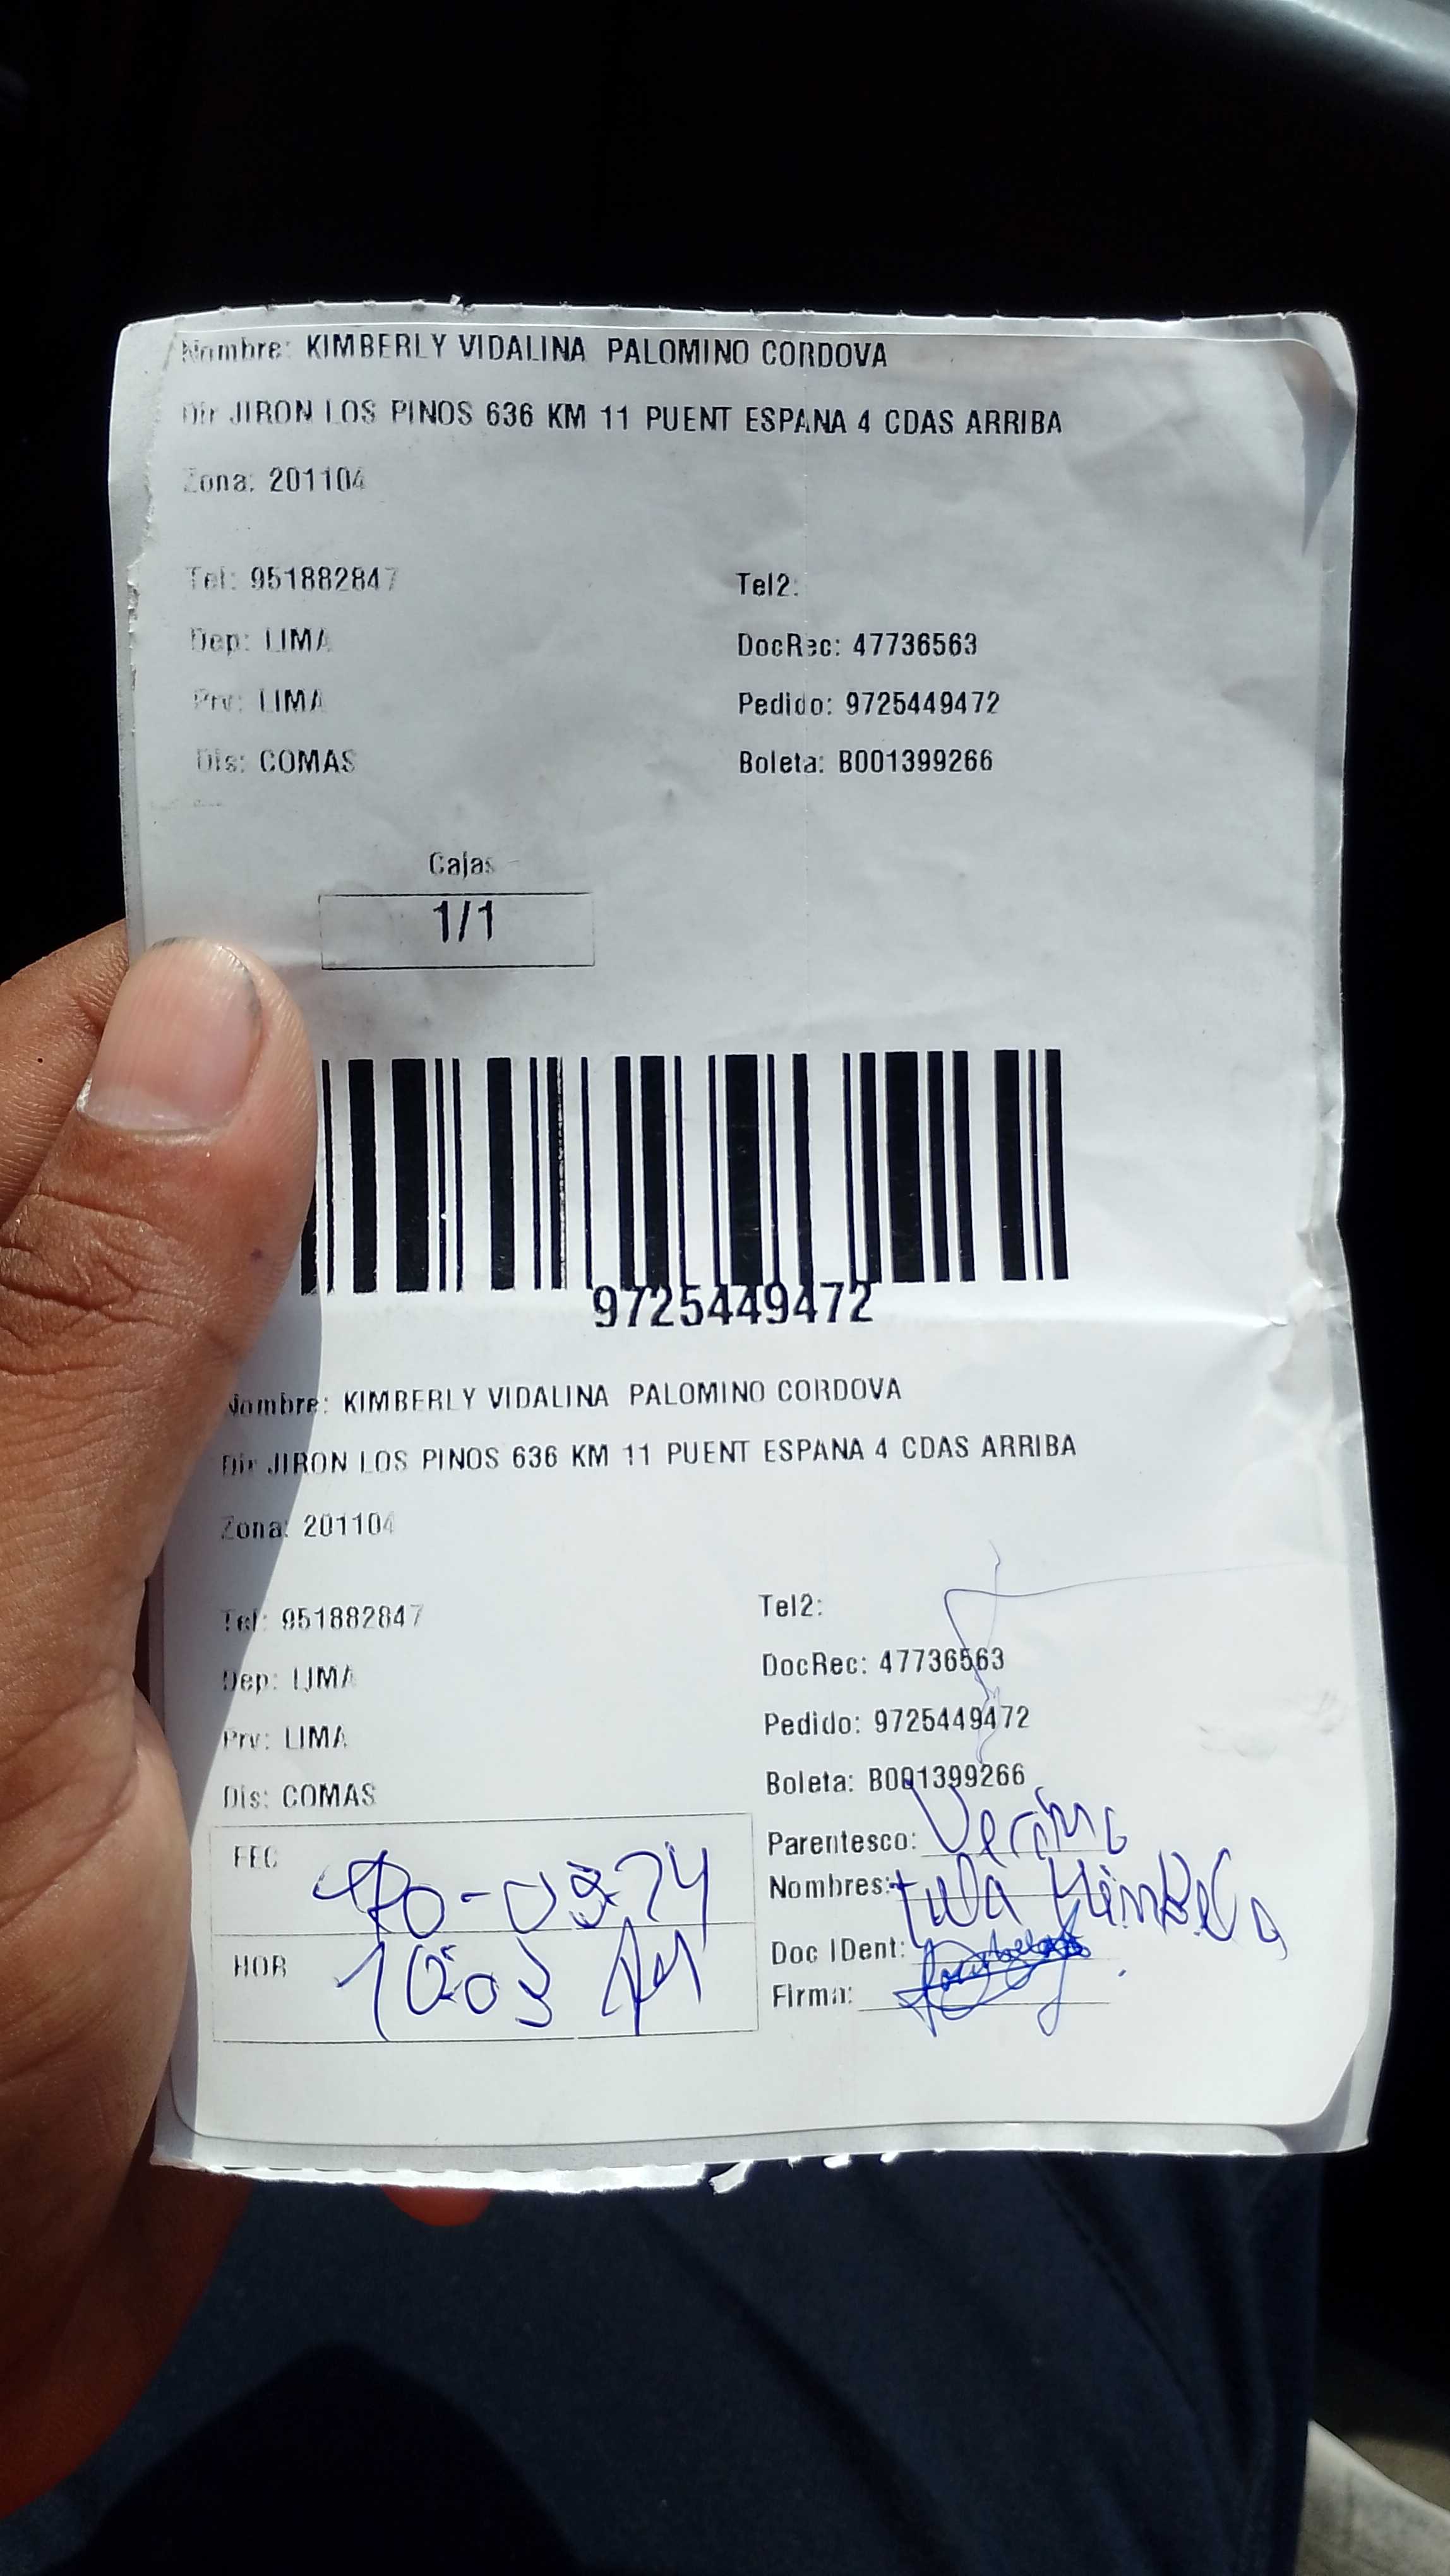 Nombre: KIMBERLY VIDALINA PALOMINO CORDOVA
Dir JIRON LOS PINOS 636 KM 11 PUENT ESPANA 4 CDAS ARRIBA
Zona: 201104
Tel: 951882847 Tel2:
Dep: LIMA DocRec: 47736563
Prv: LIMA Pedido: 9725449472
Dis: COMAS Boleta: B001399266
Cajas
1/1
9725449472
Nombre: KIMBERLY VIDALINA PALOMINO CORDOVA
Dir JIRON LOS PINOS 636 KM 11 PUENT ESPANA 4 CDAS ARRIBA
Zona: 201104
Tel: 951882847 Tel2:
Dep: LIMA DocRec: 47736563
Prv: LIMA Pedido: 9725449472
Dis: COMAS Boleta: B001399266
FEC Parentesco:
Nombres:
HOR 10:03 AM Doc IDent:
Firma: